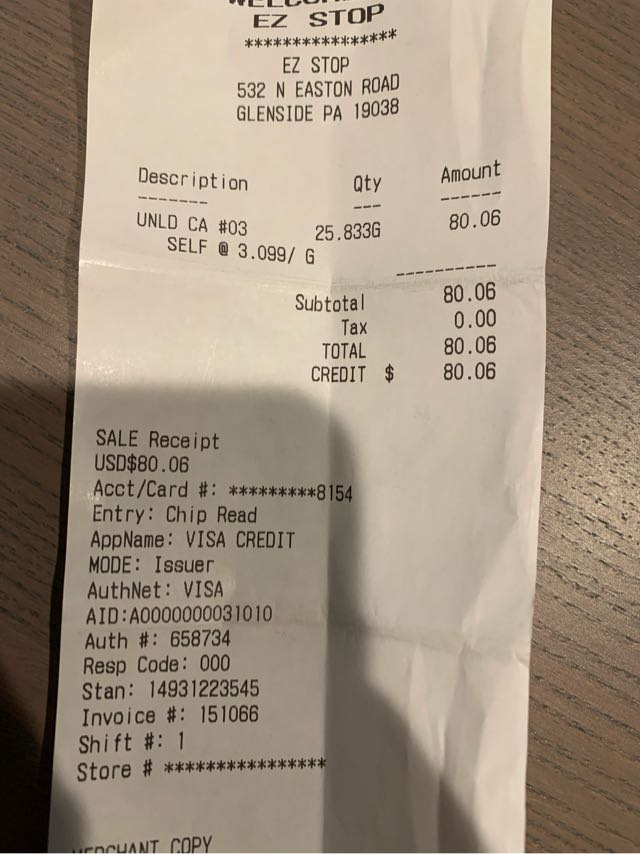 WELCOME
EZ STOP
****************
EZ STOP
532 N EASTON ROAD
GLENSIDE PA 19038
Description Qty Amount
------- --- ------
UNLD CA #03 25.833G 80.06
SELF @ 3.099/ G
----------
Subtotal 80.06
Tax 0.00
TOTAL 80.06
CREDIT $ 80.06
SALE Receipt
USD$80.06
Acct/Card #: *********8154
Entry: Chip Read
AppName: VISA CREDIT
MODE: Issuer
AuthNet: VISA
AID:A0000000031010
Auth #: 658734
Resp Code: 000
Stan: 14931223545
Invoice #: 151066
Shift #: 1
Store # ****************
MERCHANT COPY